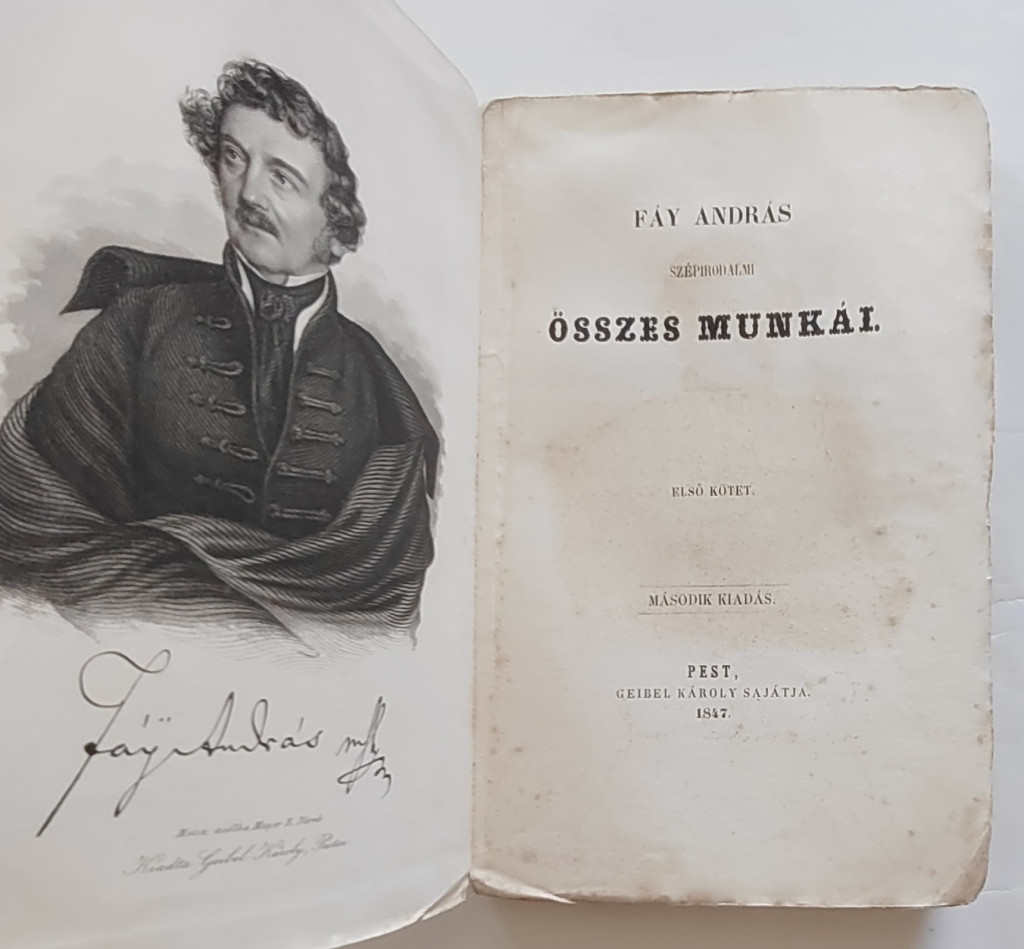 Fáÿ András
Kiadta Geibel Károly Pesten
FÁY ANDRÁS
SZÉPIRODALMI
ÖSSZES MUNKÁI.
ELSŐ KÖTET.
MÁSODIK KIADÁS.
PEST,
GEIBEL KÁROLY SAJÁTJA.
1847.